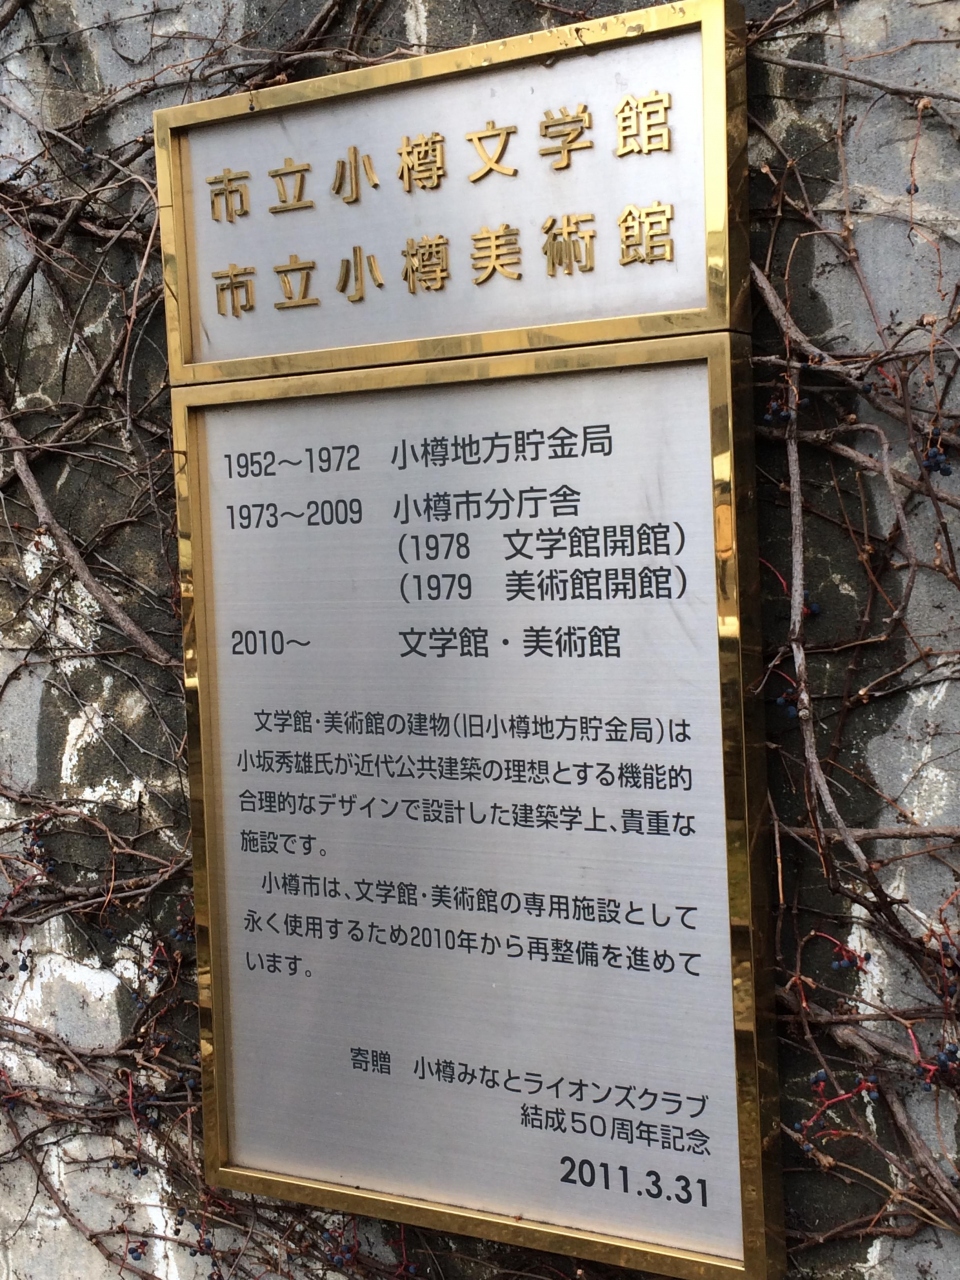 市立小樽文学館
市立小樽美術館
1952～1972　小樽地方貯金局
1973～2009　小樽市分庁舎
(1978　文学館開館)
(1979　美術館開館)
2010～　文学館・美術館
文学館・美術館の建物(旧小樽地方貯金局)は
小坂秀雄氏が近代公共建築の理想とする機能的
合理的なデザインで設計した建築学上、貴重な
施設です。
小樽市は、文学館・美術館の専用施設として
永く使用するため2010年から再整備を進めて
います。
寄贈　小樽みなとライオンズクラブ
結成50周年記念
2011.3.31